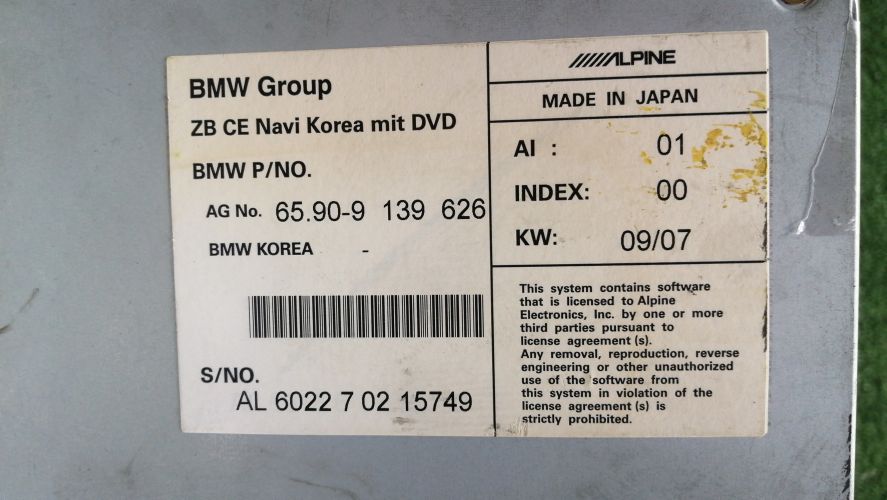 BMW Group
ZB CE Navi Korea mit DVD
BMW P/NO.
AG No. 65.90-9 139 626
BMW KOREA -
S/NO.
AL 6022 7 02 15749
ALPINE
MADE IN JAPAN
AI : 01
INDEX: 00
KW: 09/07
This system contains software
that is licensed to Alpine
Electronics, Inc. by one or more
third parties pursuant to
license agreement (s).
Any removal, reproduction, reverse
engineering or other unauthorized
use of the software from
this system in violation of the
license agreement (s) is
strictly prohibited.